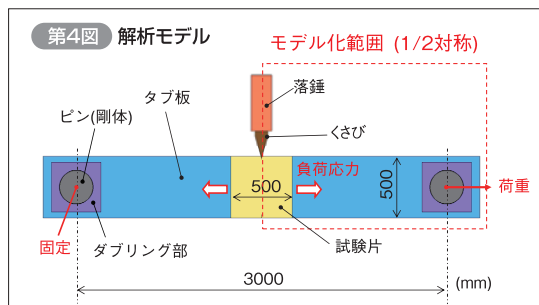 第4図 解析モデル
モデル化範囲 (1/2対称)
落錘
タブ板
ピン(剛体)
くさび
負荷応力
500
500
荷重
固定
ダブリング部
試験片
3000
(mm)